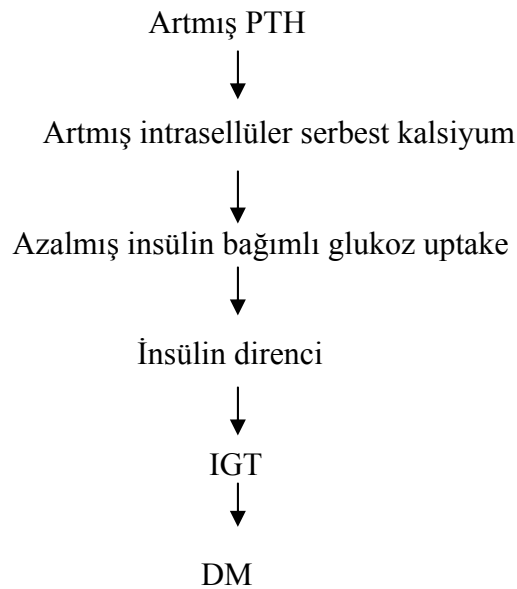 Artmış PTH
Artmış intrasellüler serbest kalsiyum
Azalmış insülin bağımlı glukoz uptake
İnsülin direnci
IGT
DM